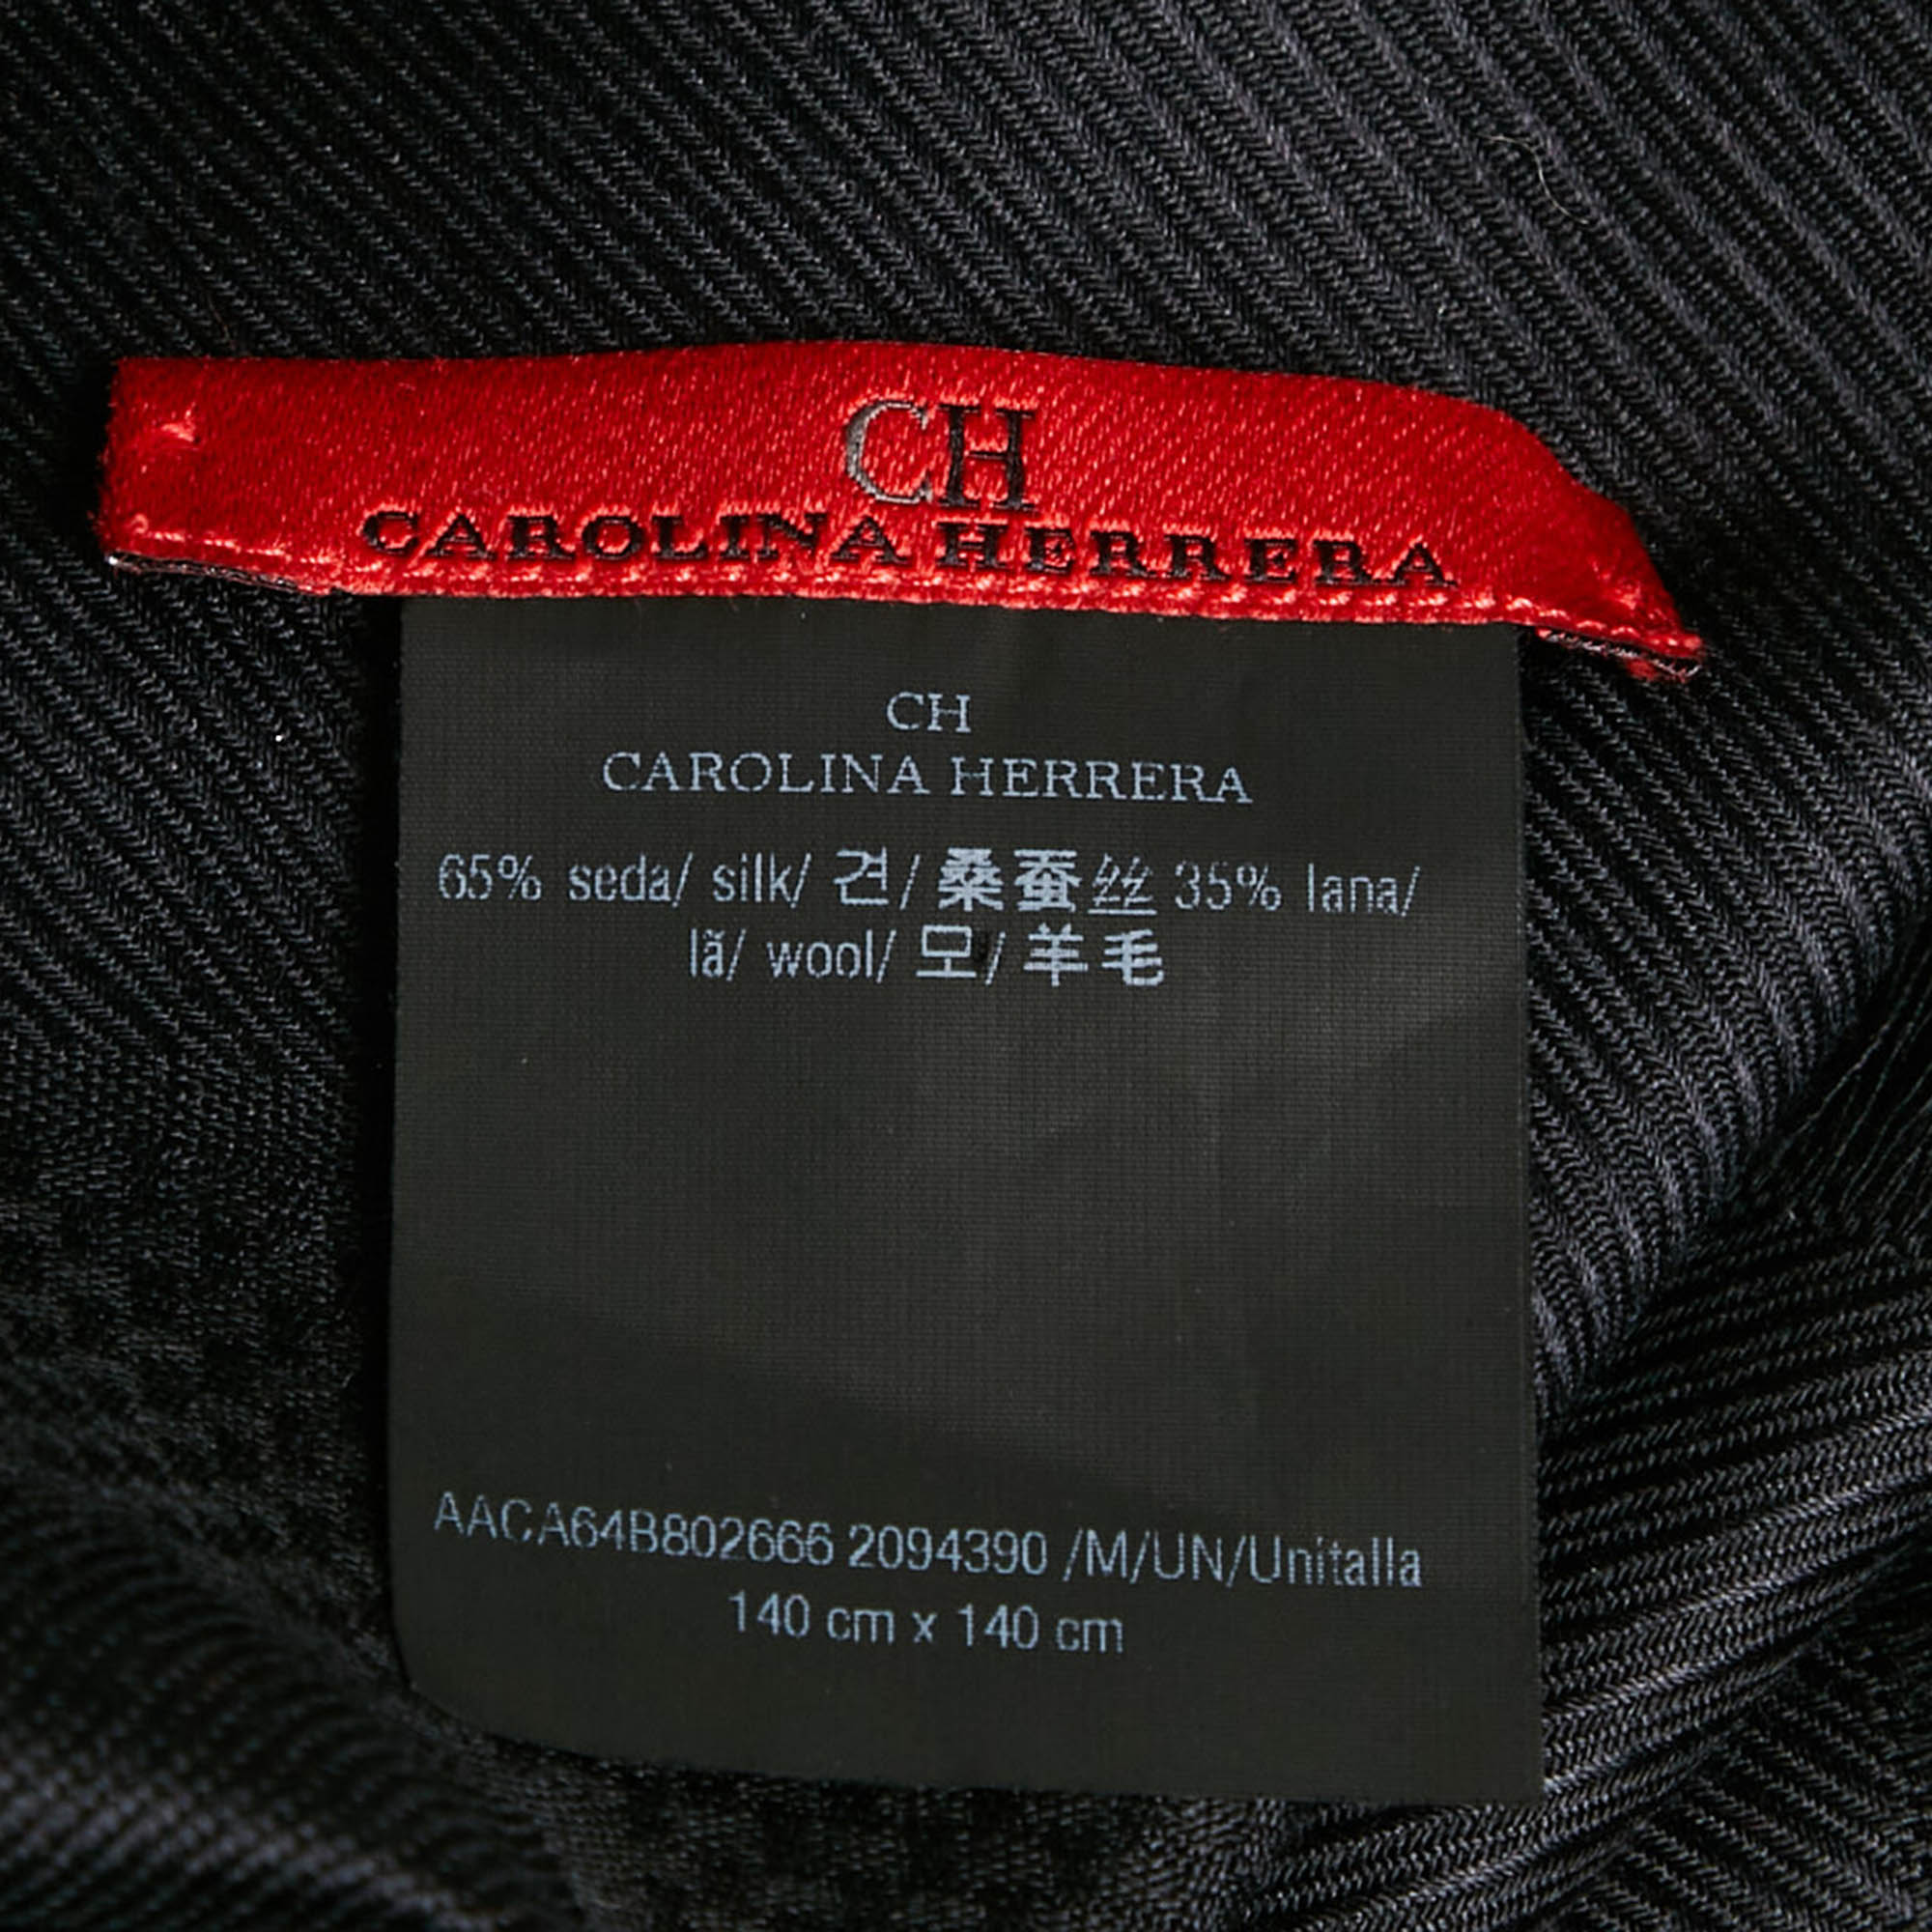 CH
CAROLINA HERRERA
CH
CAROLINA HERRERA
65% seda/ silk/ 견/ 桑蚕丝 35% lana/
lã/ wool/ 모/ 羊毛
AACA64B802666 2094390 /M/UN/Unitalla
140 cm x 140 cm